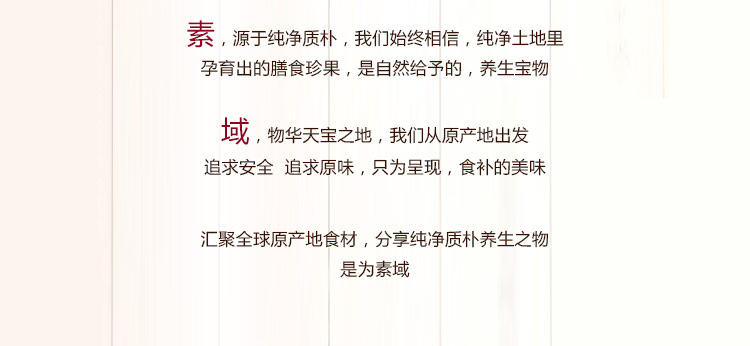 素，源于纯净质朴，我们始终相信，纯净土地里
孕育出的膳食珍果，是自然给予的，养生宝物
域，物华天宝之地，我们从原产地出发
追求安全 追求原味，只为呈现，食补的美味
汇聚全球原产地食材，分享纯净质朴养生之物
是为素域